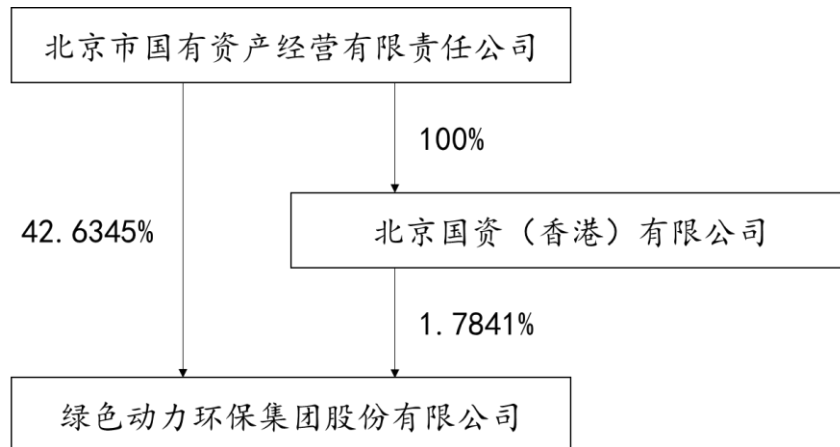 北京市国有资产经营有限责任公司
100%
北京国资（香港）有限公司
42.6345%
1.7841%
绿色动力环保集团股份有限公司